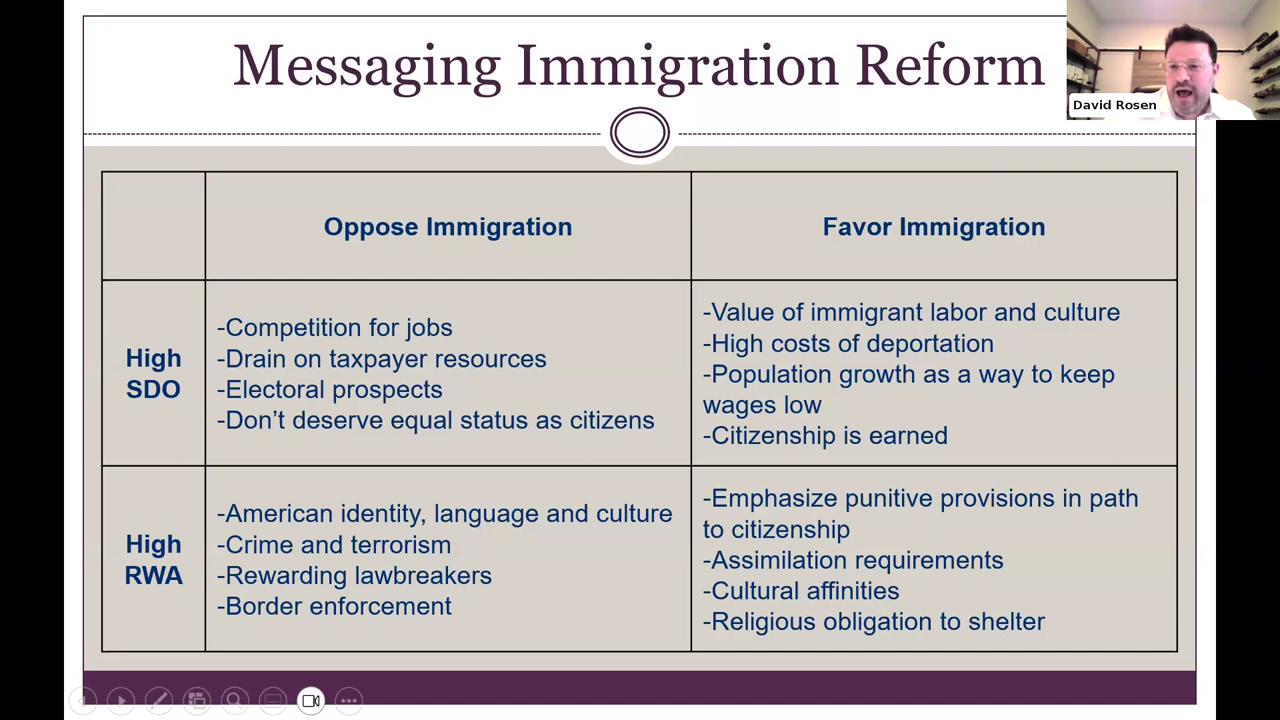 Messaging Immigration Reform
David Rosen
Oppose Immigration
Favor Immigration
High
SDO
-Competition for jobs
-Drain on taxpayer resources
-Electoral prospects
-Don’t deserve equal status as citizens
-Value of immigrant labor and culture
-High costs of deportation
-Population growth as a way to keep
wages low
-Citizenship is earned
High
RWA
-American identity, language and culture
-Crime and terrorism
-Rewarding lawbreakers
-Border enforcement
-Emphasize punitive provisions in path
to citizenship
-Assimilation requirements
-Cultural affinities
-Religious obligation to shelter